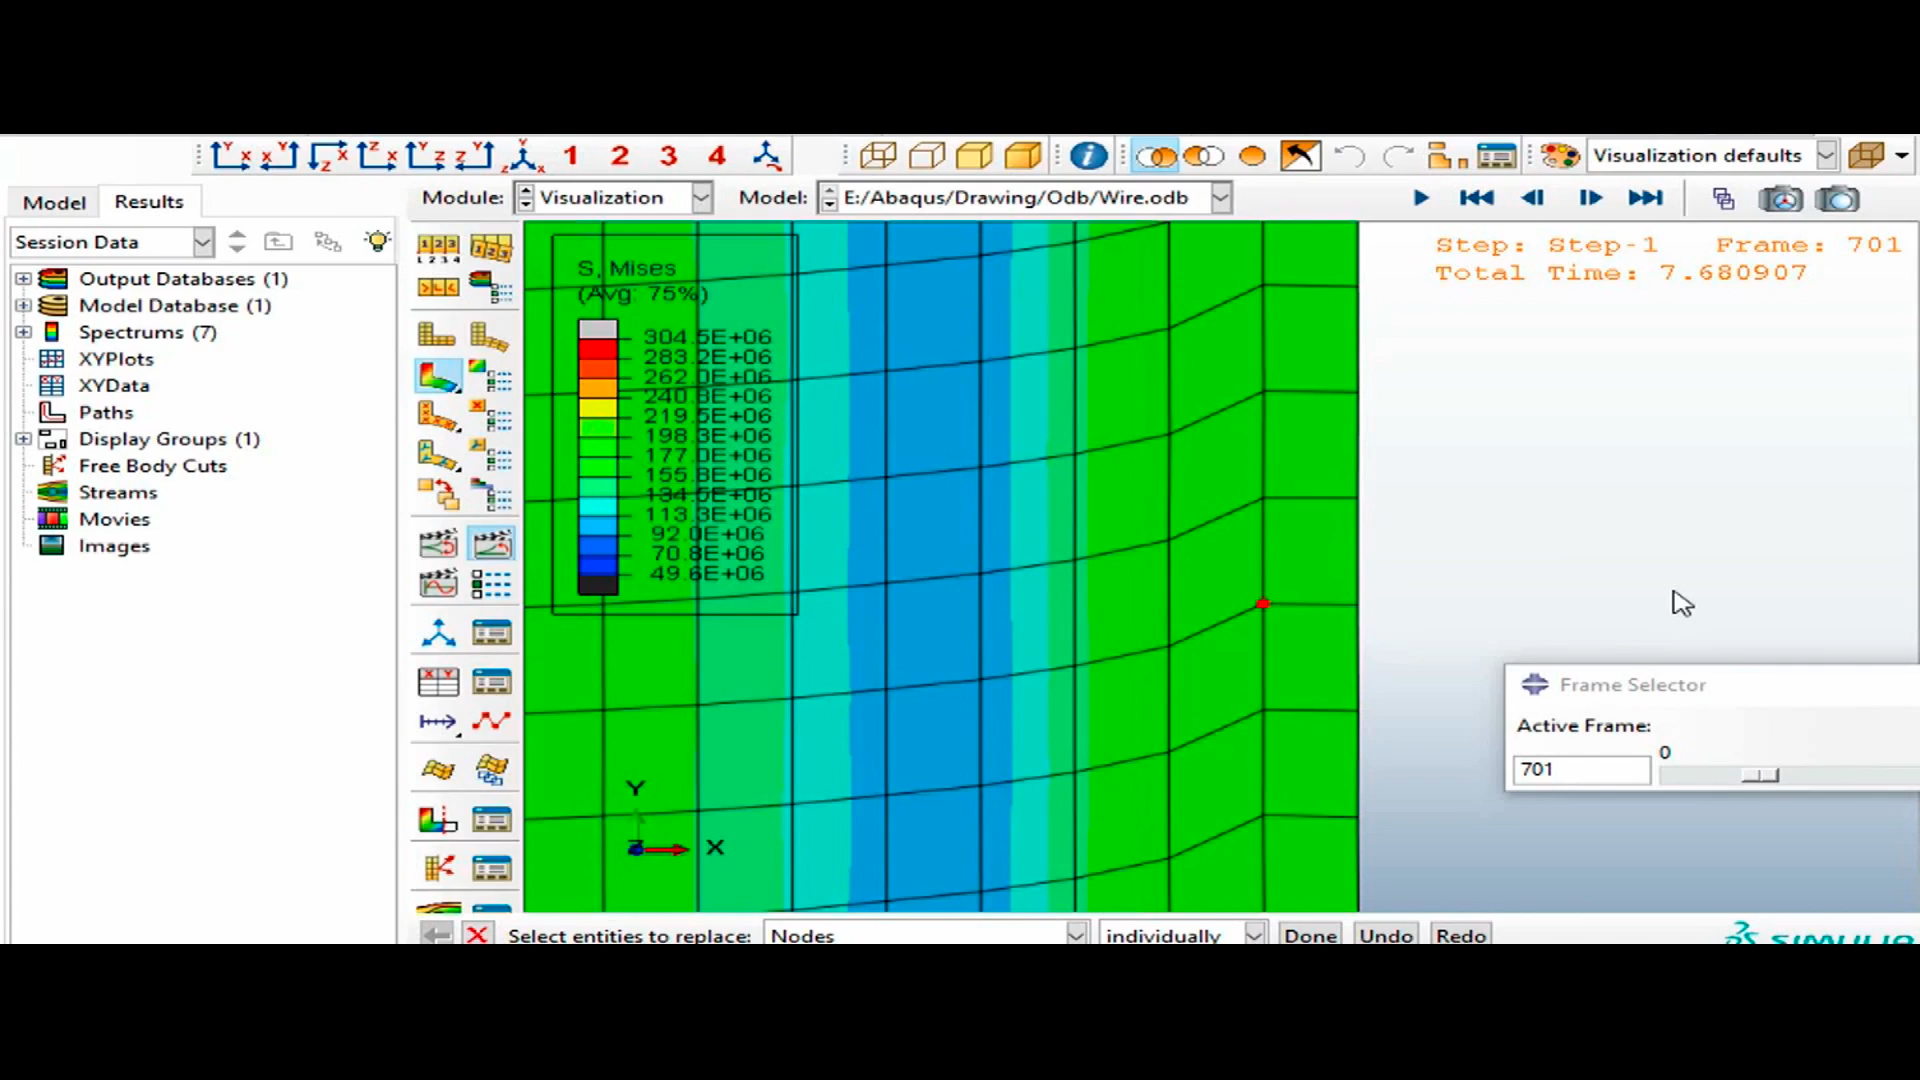 1 2 3 4
Visualization defaults
Model Results
Module: Visualization Model: E:/Abaqus/Drawing/Odb/Wire.odb
Session Data
Output Databases (1)
Model Database (1)
Spectrums (7)
XYPlots
XYData
Paths
Display Groups (1)
Free Body Cuts
Streams
Movies
Images
S, Mises
(Avg: 75%)
304.5E+06
283.2E+06
262.0E+06
240.8E+06
219.5E+06
198.3E+06
177.0E+06
155.8E+06
134.5E+06
113.3E+06
92.0E+06
70.8E+06
49.6E+06
Step: Step-1 Frame: 701
Total Time: 7.680907
Frame Selector
Active Frame:
0
701
Y
Z X
Select entities to replace: Nodes individually Done Undo Redo
SIMULIA